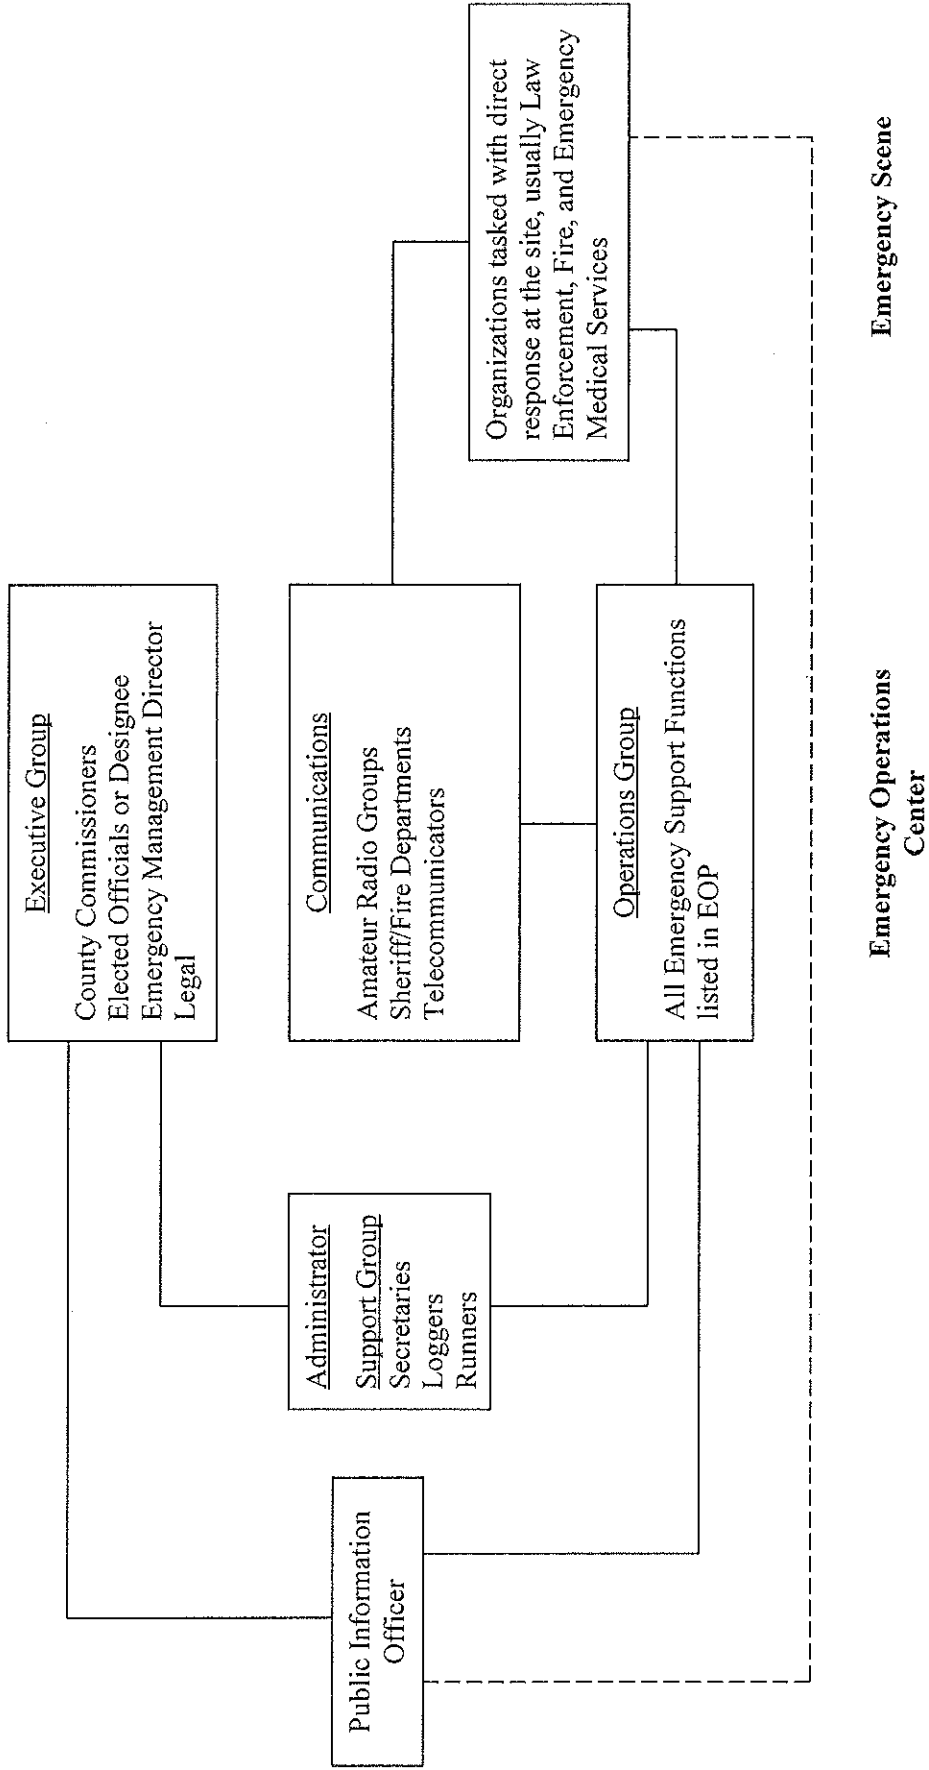 Executive Group
County Commissioners
Elected Officials or Designee
Emergency Management Director
Legal
Public Information
Officer
Administrator
Support Group
Secretaries
Loggers
Runners
Communications
Amateur Radio Groups
Sheriff/Fire Departments
Telecommunicators
Operations Group
All Emergency Support Functions
listed in EOP
Organizations tasked with direct
response at the site, usually Law
Enforcement, Fire, and Emergency
Medical Services
Emergency Operations
Center
Emergency Scene